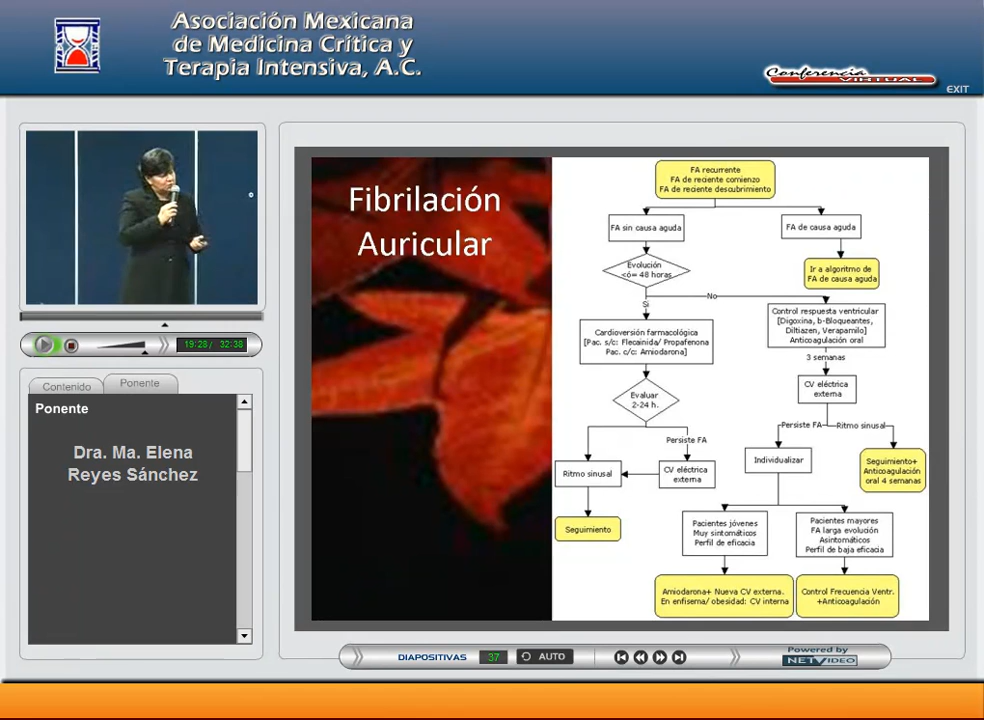 Asociación Mexicana
de Medicina Crítica y
Terapia Intensiva, A.C.
Conferencia
VIRTUAL
EXIT
19:28/ 32:38
Contenido
Ponente
Ponente
Dra. Ma. Elena
Reyes Sánchez
Fibrilación
Auricular
FA recurrente
FA de reciente comienzo
FA de reciente descubrimiento
FA sin causa aguda
FA de causa aguda
Evolución
<ó= 48 horas
Ir a algoritmo de
FA de causa aguda
Si
No
Control respuesta ventricular
[Digoxina, b-Bloqueantes,
Diltiazen, Verapamilo]
Anticoagulación oral
Cardioversión farmacológica
[Pac. s/c: Flecainida/ Propafenona
Pac. c/c: Amiodarona]
3 semanas
CV eléctrica
externa
Evaluar
2-24 h.
Persiste FA
Ritmo sinusal
Persiste FA
Individualizar
Seguimiento+
Anticoagulación
oral 4 semanas
Ritmo sinusal
CV eléctrica
externa
Seguimiento
Pacientes jóvenes
Muy sintomáticos
Perfil de eficacia
Pacientes mayores
FA larga evolución
Asintomáticos
Perfil de baja eficacia
Amiodarona+ Nueva CV externa.
En enfisema/ obesidad: CV interna
Control Frecuencia Ventr.
+Anticoagulación
DIAPOSITIVAS
37
AUTO
Powered by
NETVIDEO